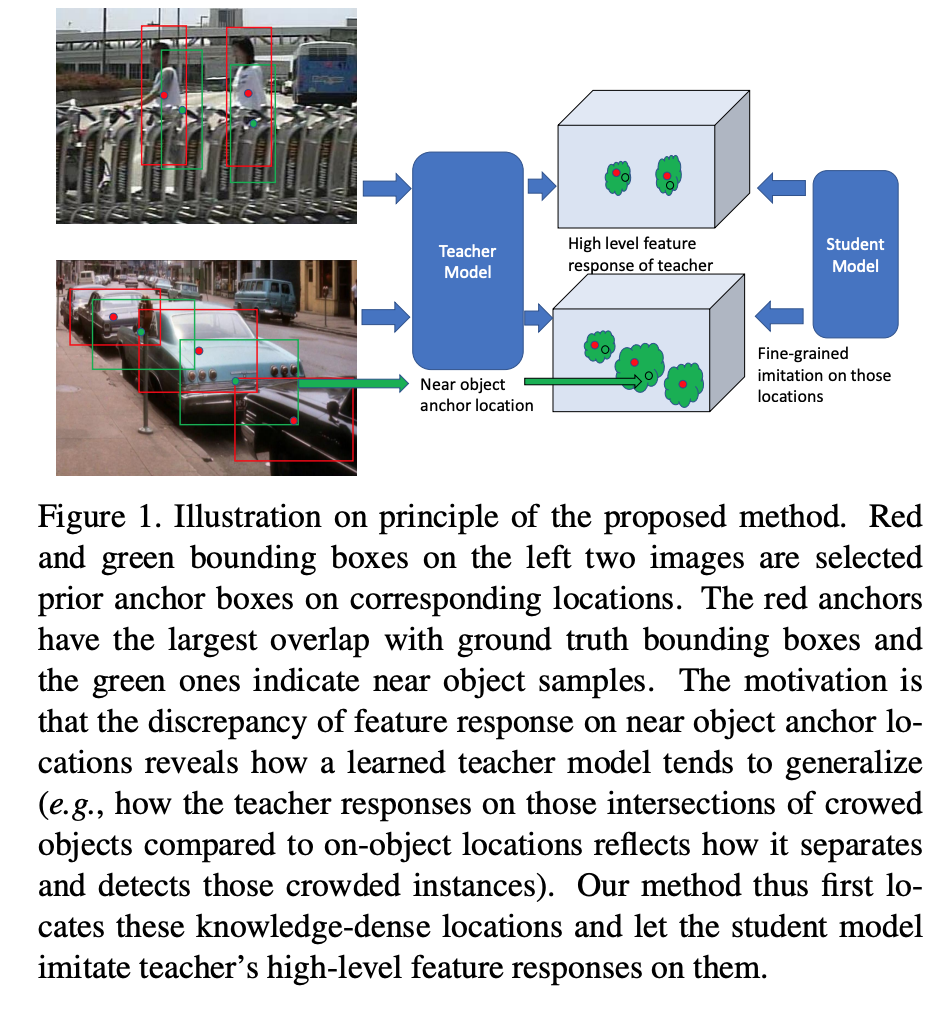 Teacher
Model
High level feature
response of teacher
Student
Model
Near object
anchor location
Fine-grained
imitation on those
locations
Figure 1. Illustration on principle of the proposed method. Red
and green bounding boxes on the left two images are selected
prior anchor boxes on corresponding locations. The red anchors
have the largest overlap with ground truth bounding boxes and
the green ones indicate near object samples. The motivation is
that the discrepancy of feature response on near object anchor lo-
cations reveals how a learned teacher model tends to generalize
(e.g., how the teacher responses on those intersections of crowed
objects compared to on-object locations reflects how it separates
and detects those crowded instances). Our method thus first lo-
cates these knowledge-dense locations and let the student model
imitate teacher's high-level feature responses on them.